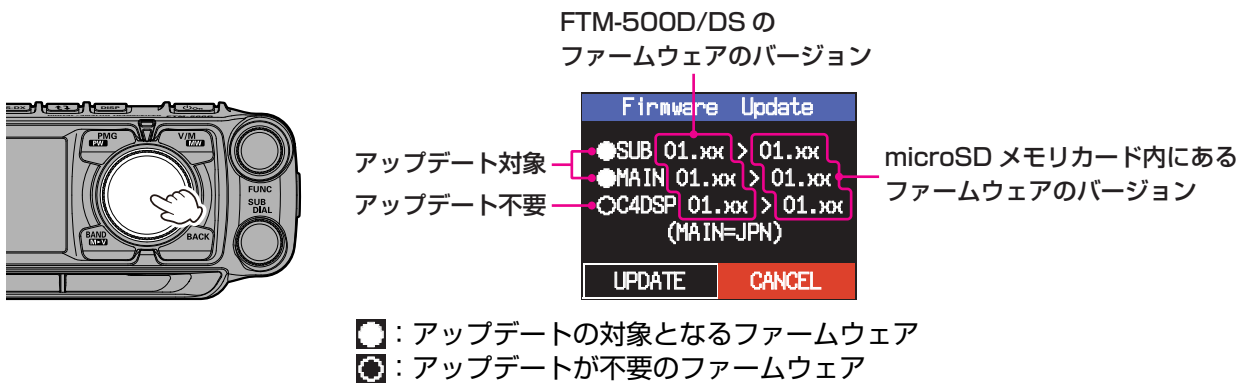 FTM-500D/DS の
ファームウェアのバージョン
DISP
PMG
PW
V/M
MW
FUNC
SUB
DIAL
BAND
M▶V
BACK
Firmware Update
アップデート対象
●SUB 01.xx > 01.xx
●MAIN 01.xx > 01.xx
アップデート不要
○C4DSP 01.xx > 01.xx
(MAIN=JPN)
microSD メモリカード内にある
ファームウェアのバージョン
UPDATE CANCEL
：アップデートの対象となるファームウェア
：アップデートが不要のファームウェア